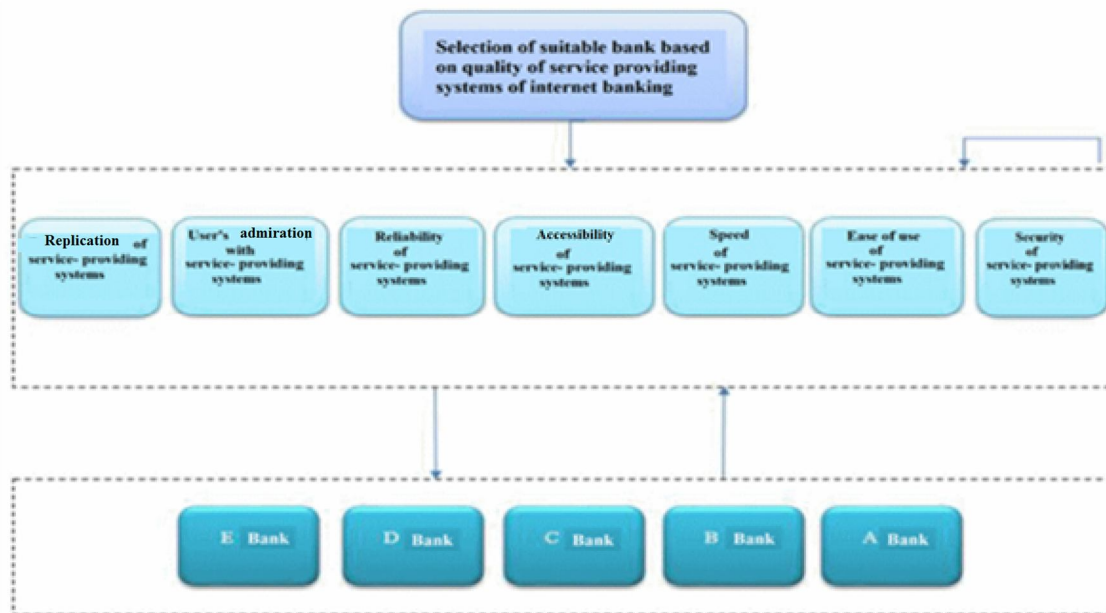 Selection of suitable bank based
on quality of service providing
systems of internet banking
Replication of
service- providing
systems
User's admiration
with
service- providing
systems
Reliability
of
service- providing
systems
Accessibility
of
service- providing
systems
Speed
of
service- providing
systems
Ease of use
of
service- providing
systems
Security
of
service- providing
systems
E Bank
D Bank
C Bank
B Bank
A Bank